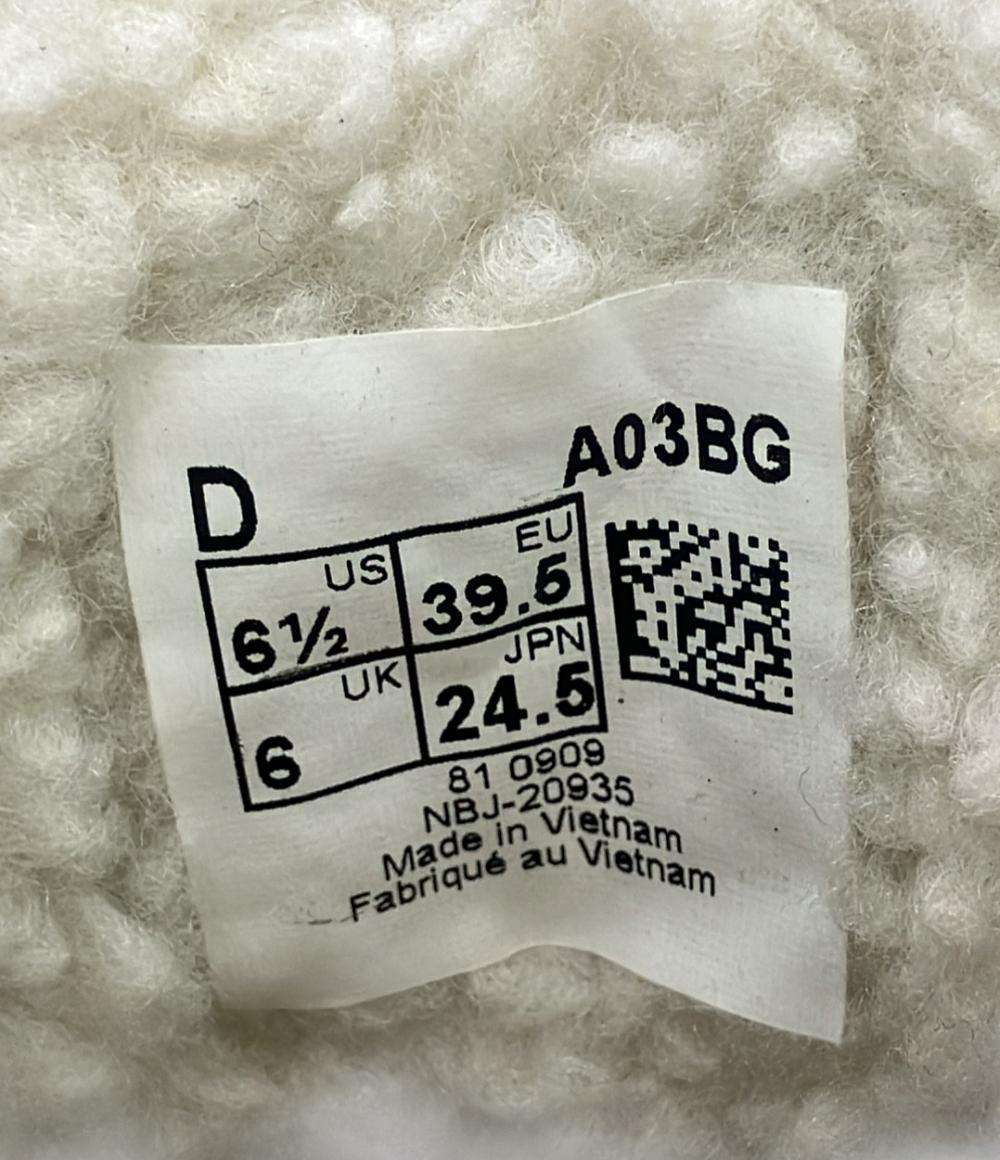 A03BG
D
US EU
6½ 39.5
UK JPN
6 24.5
81 0909
NBJ-20935
Made in Vietnam
Fabriqué au Vietnam